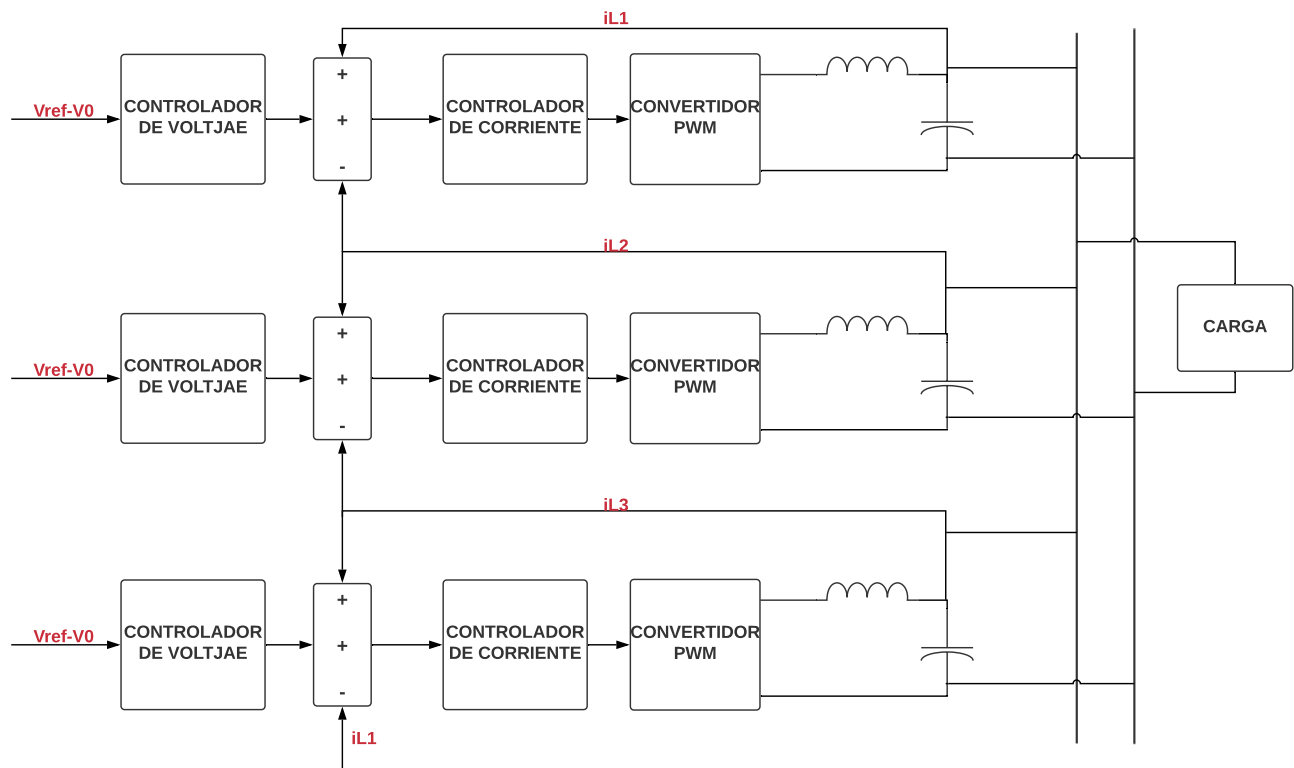 iL1
Vref-V0
CONTROLADOR
DE VOLTJAE
+
+
-
CONTROLADOR
DE CORRIENTE
CONVERTIDOR
PWM
iL2
Vref-V0
CONTROLADOR
DE VOLTJAE
+
+
-
CONTROLADOR
DE CORRIENTE
CONVERTIDOR
PWM
CARGA
iL3
Vref-V0
CONTROLADOR
DE VOLTJAE
+
+
-
CONTROLADOR
DE CORRIENTE
CONVERTIDOR
PWM
iL1